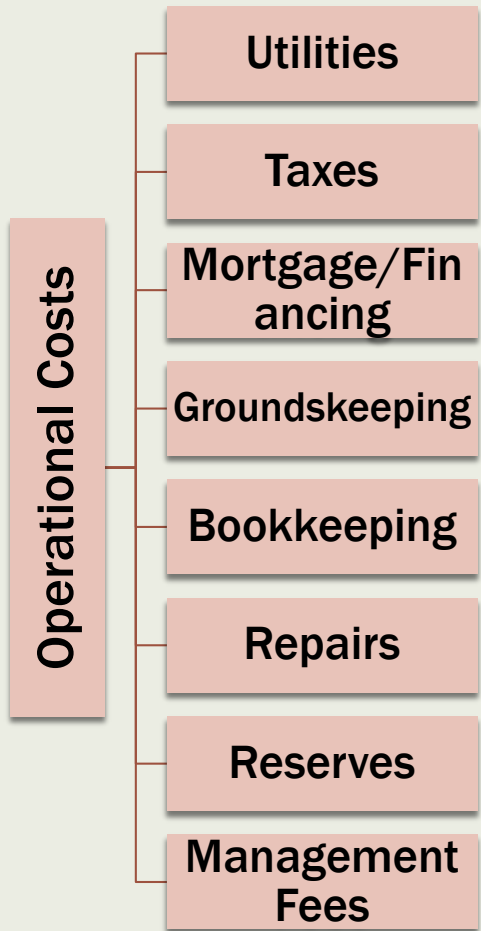 Operational Costs
Utilities
Taxes
Mortgage/Fin
ancing
Groundskeeping
Bookkeeping
Repairs
Reserves
Management
Fees